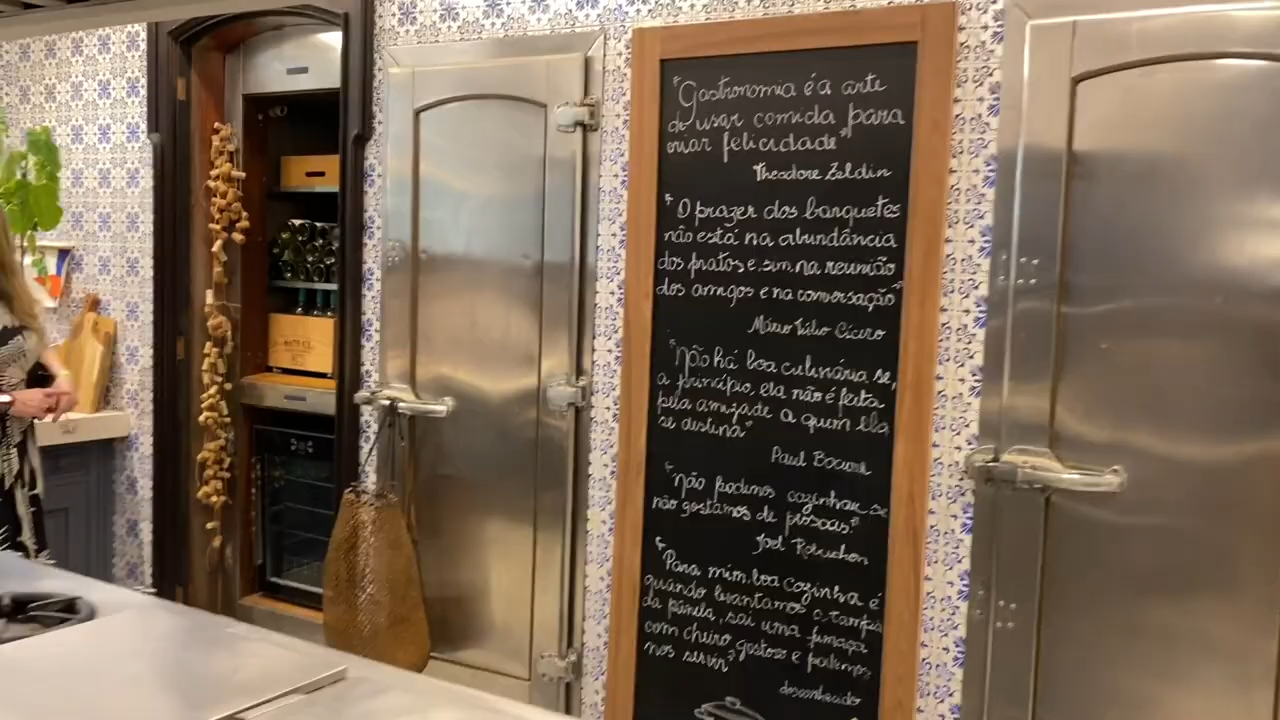 "Gastronomia é a arte
de usar comida para
criar felicidade"
Theodore Zeldin
"O prazer dos banquetes
não está na abundância
dos pratos e, sim, na reunião
dos amigos e na conversação"
Mário Túlio Cícero
"Não há boa culinária se,
a princípio, ela não é feita
pela amizade a quem ela
se destina"
Paul Bocuse
"Não podemos cozinhar se
não gostamos de pessoas"
Joel Robuchon
"Para mim, boa cozinha é
quando levantamos a tampa
da panela, sai uma fumaça
com cheiro gostoso e podemos
nos servir"
desconhecido